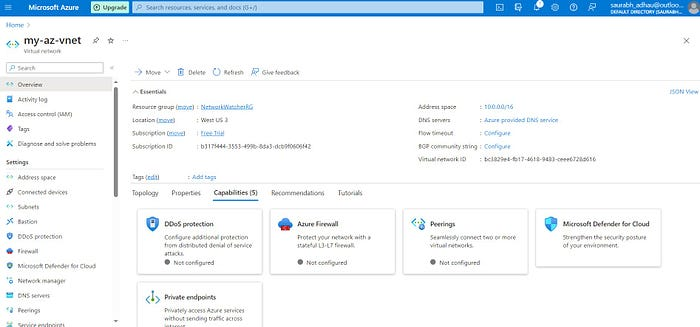 Microsoft Azure
Upgrade
Search resources, services, and docs (G+/)
saurabh_adhau@outloo...
DEFAULT DIRECTORY (SAURABH...
Home >
my-az-vnet
Virtual network
Search
Move
Delete
Refresh
Give feedback
Overview
Activity log
Access control (IAM)
Tags
Diagnose and solve problems
Settings
Address space
Connected devices
Subnets
Bastion
DDoS protection
Firewall
Microsoft Defender for Cloud
Network manager
DNS servers
Peerings
Service endpoints
Essentials
JSON View
Resource group (move) : NetworkWatcherRG
Location (move) : West US 3
Subscription (move) : Free Trial
Subscription ID : b317f444-3553-499b-8da3-dcb9f0606f42
Address space : 10.0.0.0/16
DNS servers : Azure provided DNS service
Flow timeout : Configure
BGP community string : Configure
Virtual network ID : bc3829e4-fb17-4618-9483-ceee6728d616
Tags (edit) : Add tags
Topology Properties Capabilities (5) Recommendations Tutorials
DDoS protection
Configure additional protection
from distributed denial of service
attacks.
Not configured
Azure Firewall
Protect your network with a
stateful L3-L7 firewall.
Not configured
Peerings
Seamlessly connect two or more
virtual networks.
Not configured
Microsoft Defender for Cloud
Strengthen the security posture
of your environment.
Private endpoints
Privately access Azure services
without sending traffic across